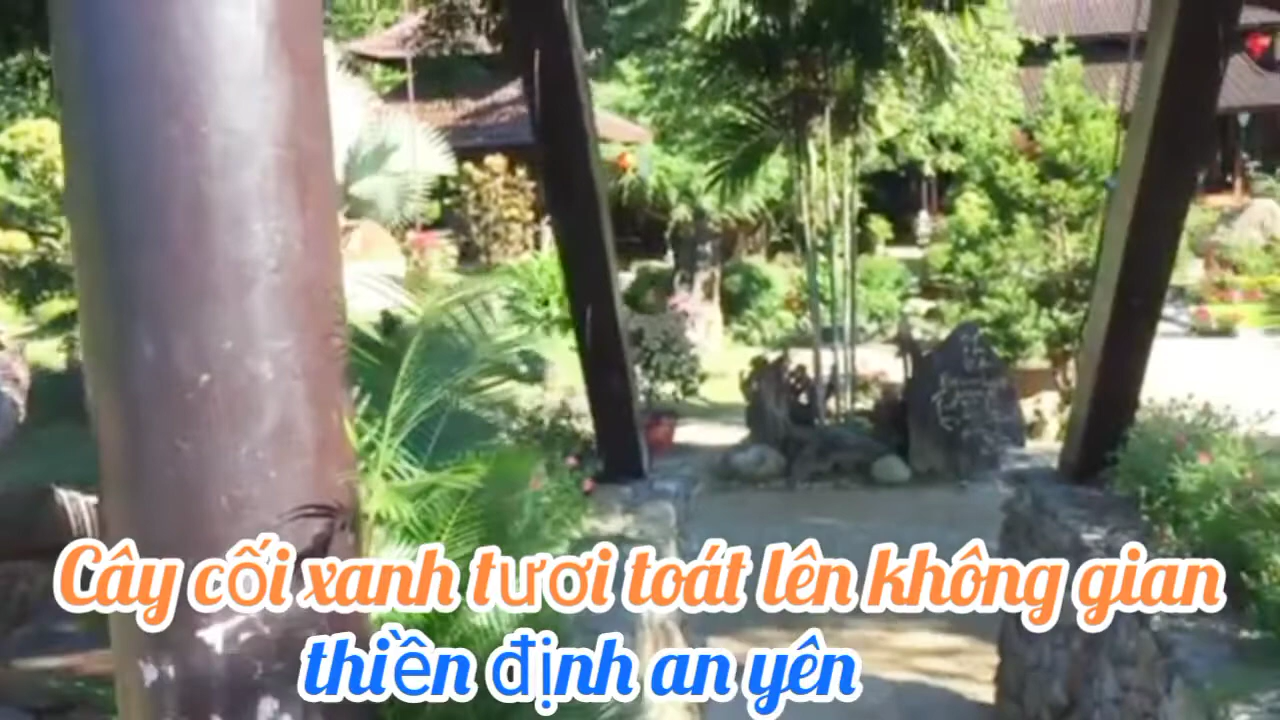 Cây cối xanh tươi toát lên không gian
thiền định an yên